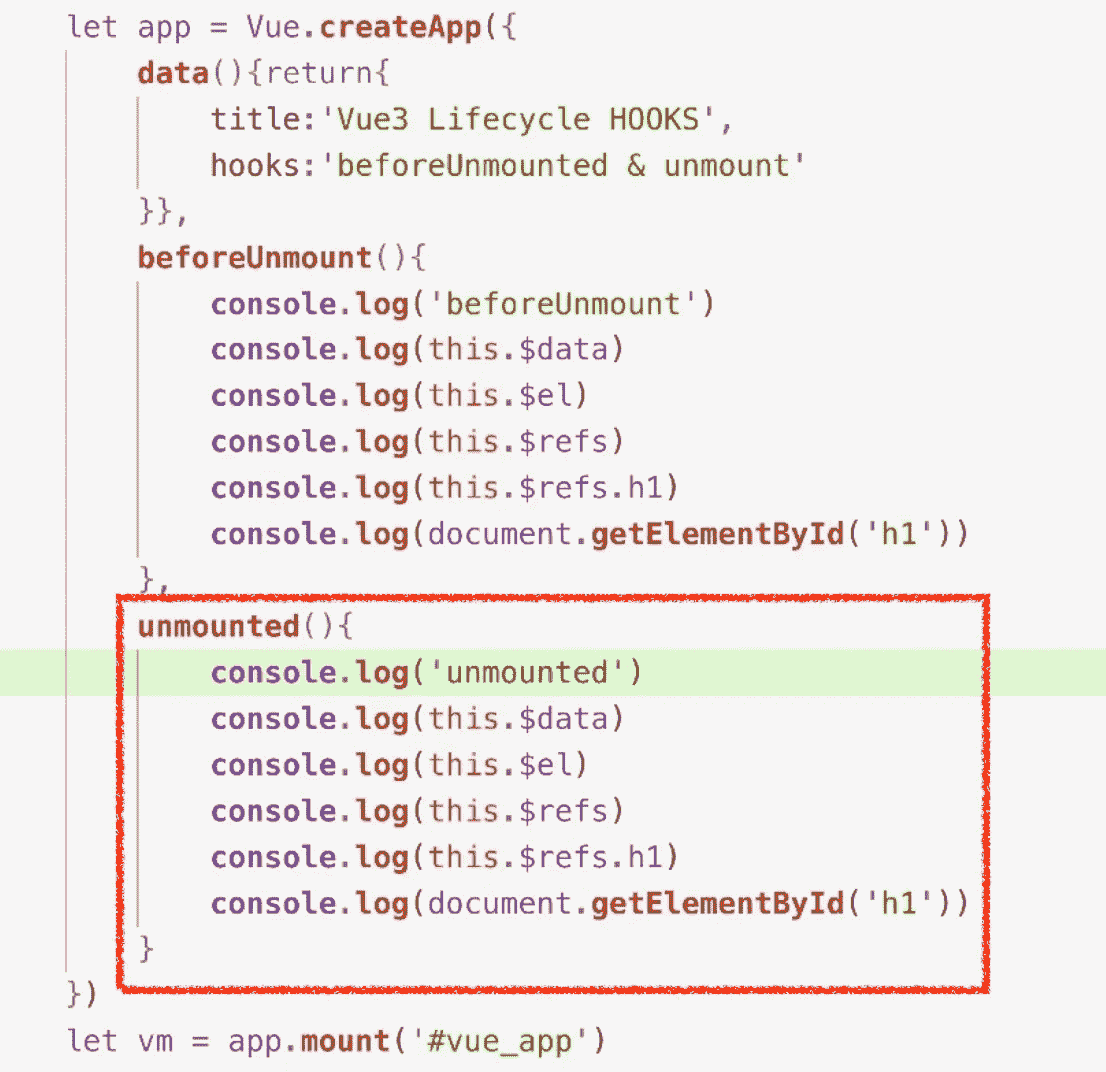 let app = Vue.createApp({
data(){return{
title:'Vue3 Lifecycle HOOKS',
hooks:'beforeUnmounted & unmount'
}},
beforeUnmount(){
console.log('beforeUnmount')
console.log(this.$data)
console.log(this.$el)
console.log(this.$refs)
console.log(this.$refs.h1)
console.log(document.getElementById('h1'))
},
unmounted(){
console.log('unmounted')
console.log(this.$data)
console.log(this.$el)
console.log(this.$refs)
console.log(this.$refs.h1)
console.log(document.getElementById('h1'))
}
})
let vm = app.mount('#vue_app')